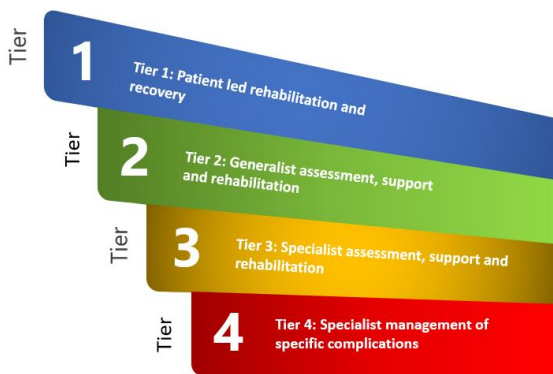 Tier
1
Tier 1: Patient led rehabilitation and
recovery
Tier
2
Tier 2: Generalist assessment, support
and rehabilitation
Tier
3
Tier 3: Specialist assessment, support and
rehabilitation
Tier
4
Tier 4: Specialist management of
specific complications